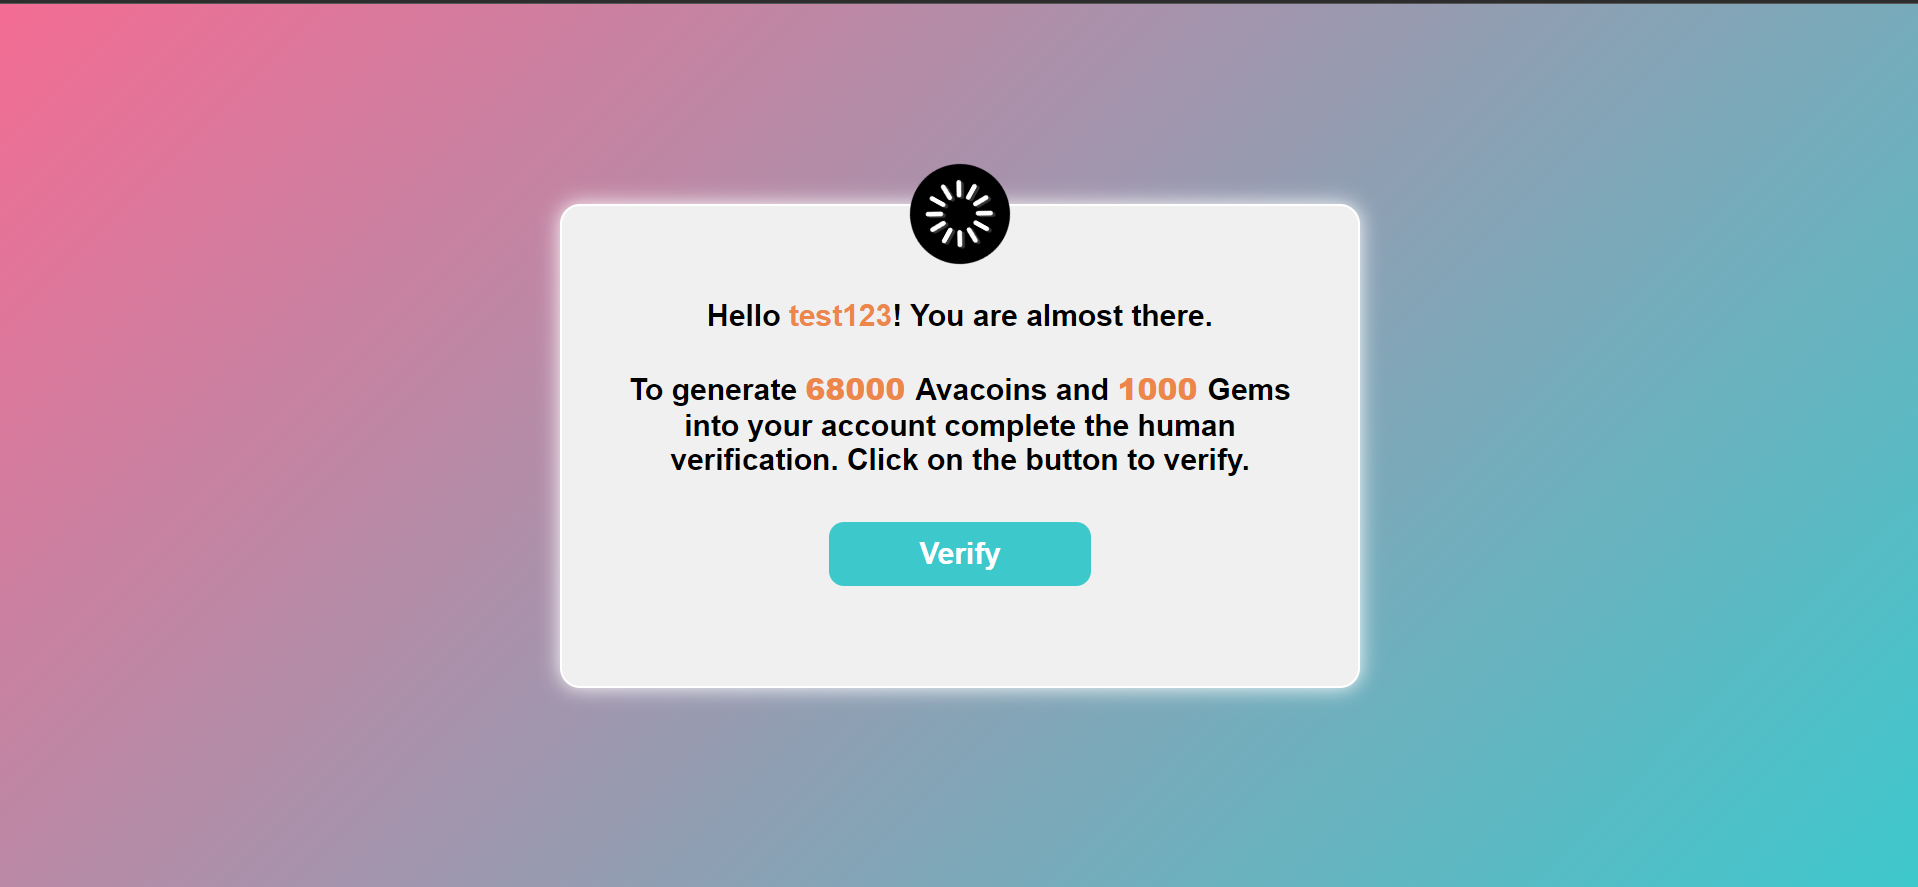 Hello test123! You are almost there.
To generate 68000 Avacoins and 1000 Gems
into your account complete the human
verification. Click on the button to verify.
Verify